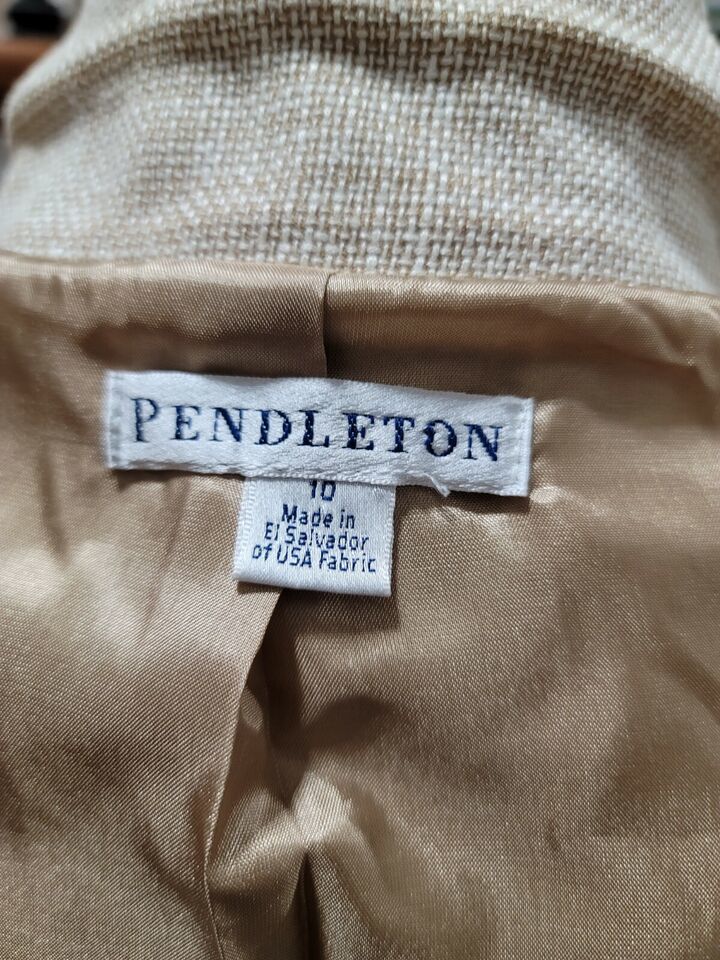 PENDLETON
10
Made in
El Salvador
of USA Fabric